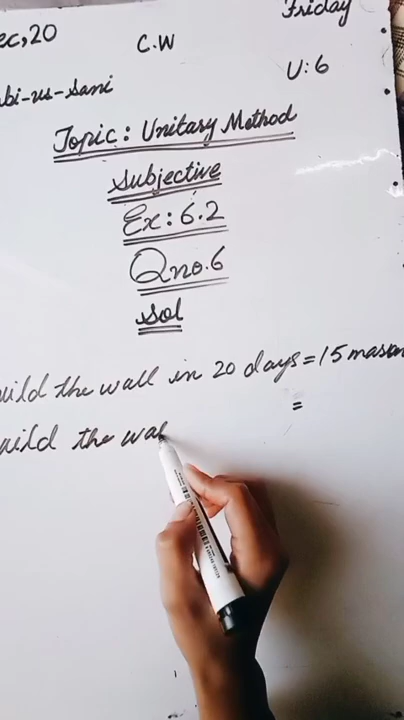 ec, 20
Friday
C.W
U: 6
bi-us-sani
Topic: Unitary Method
Subjective
Ex: 6.2
Qno.6
Sol
uild the wall in 20 days = 15 mason
=
uild the wal